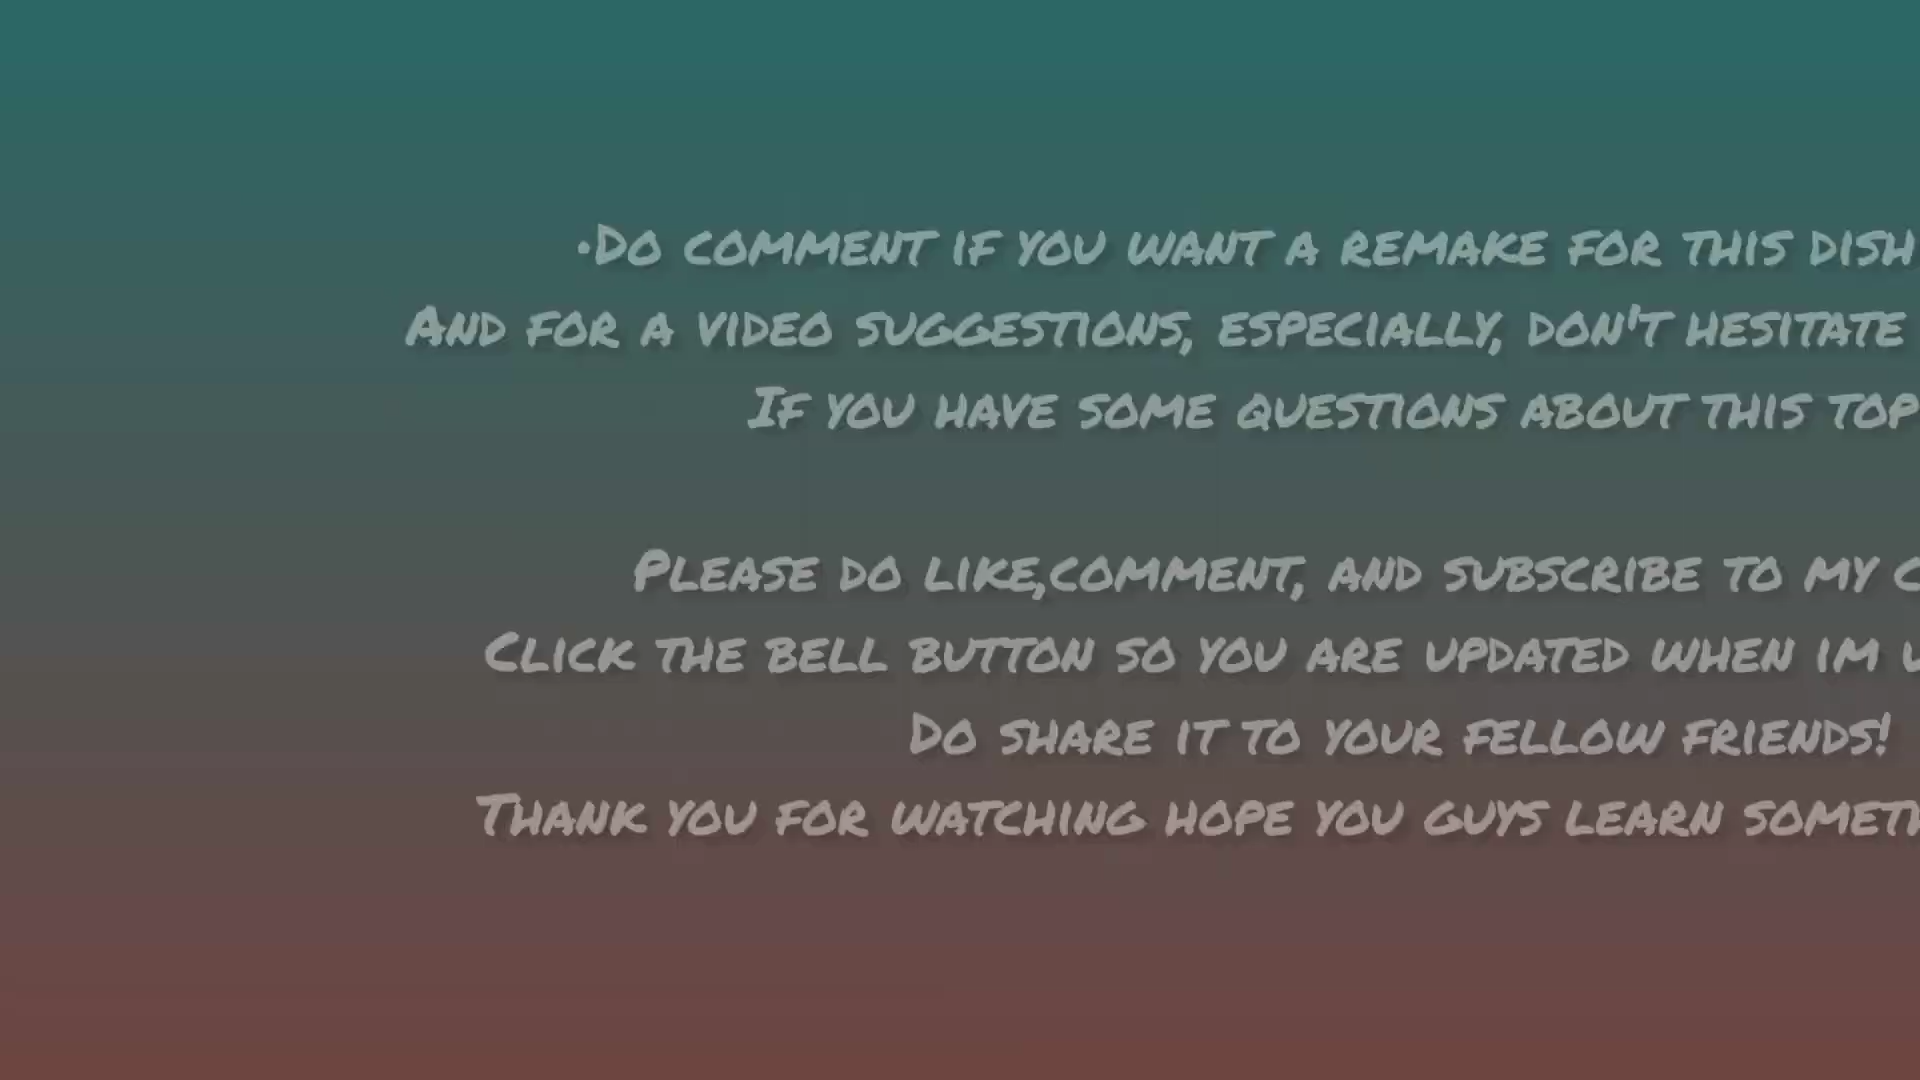 •Do comment if you want a remake for this dish
And for a video suggestions, especially, don't hesitate
If you have some questions about this
Please do like,comment, and subscribe to my
Click the bell button so you are updated when im
Do share it to your fellow friends!
Thank you for watching hope you guys learn